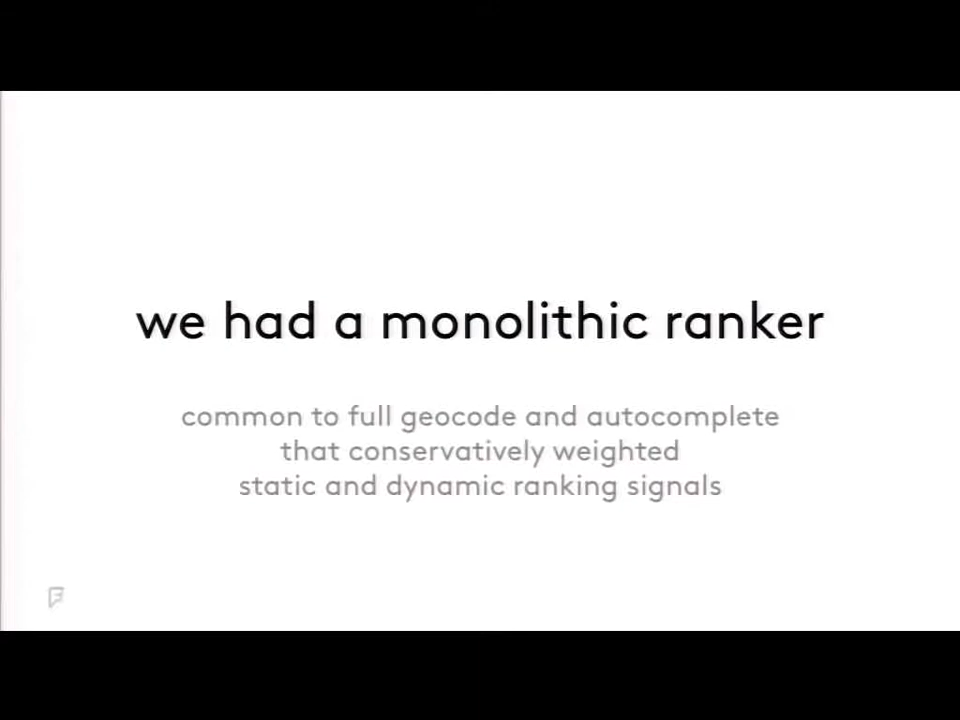 we had a monolithic ranker
common to full geocode and autocomplete
that conservatively weighted
static and dynamic ranking signals